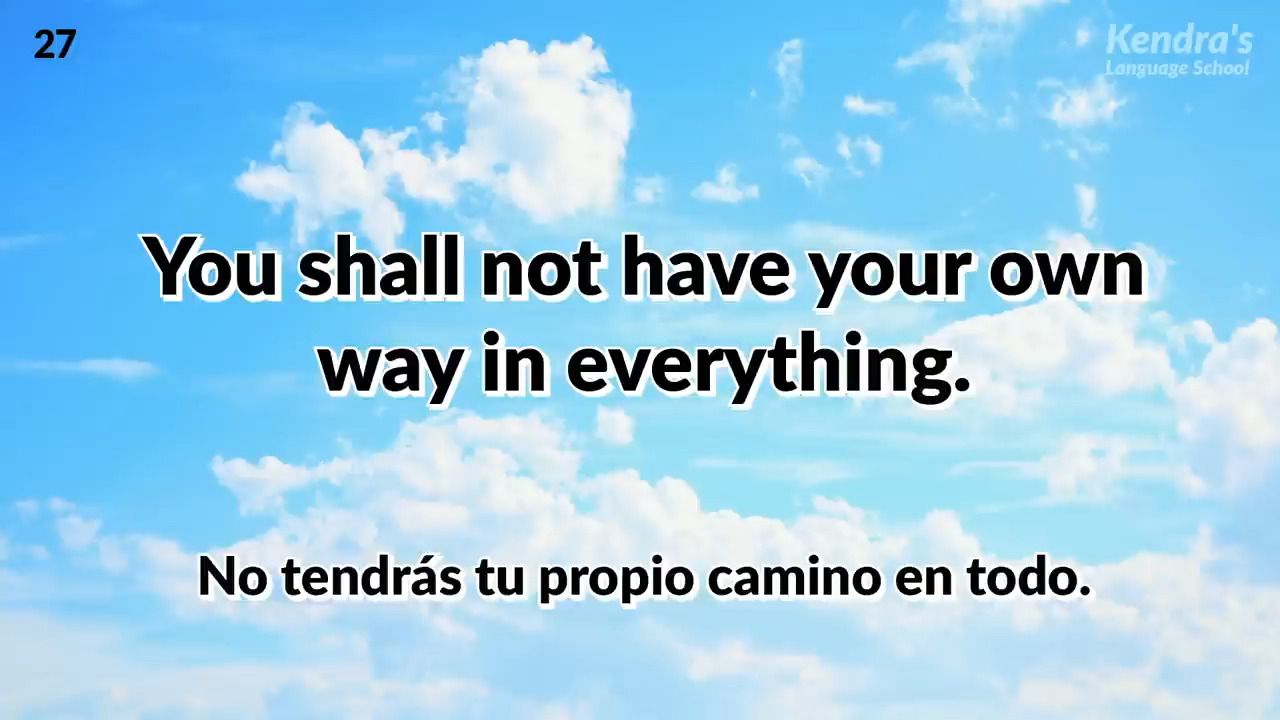 27
Kendra's
Language School
You shall not have your own
way in everything.
No tendrás tu propio camino en todo.